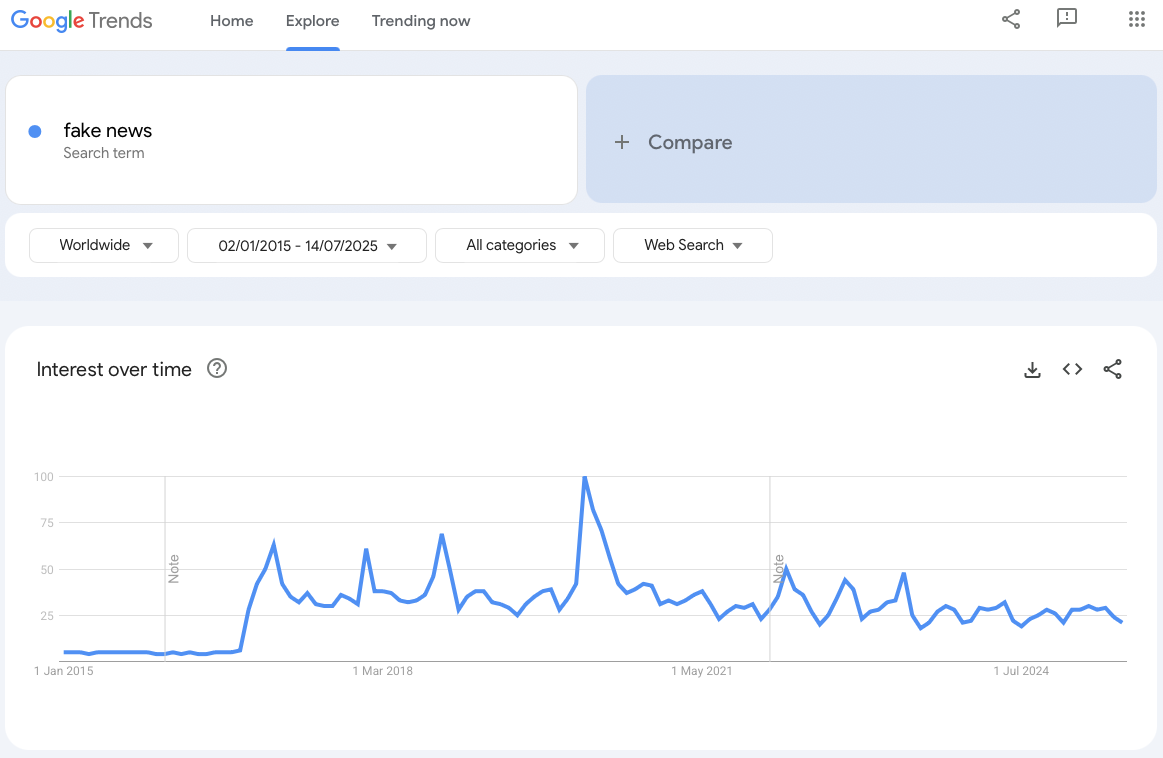 Google Trends Home Explore Trending now
fake news
Search term
+ Compare
Worldwide 02/01/2015 - 14/07/2025 All categories Web Search
Interest over time ?
100
75
50
25
Note
Note
1 Jan 2015 1 Mar 2018 1 May 2021 1 Jul 2024